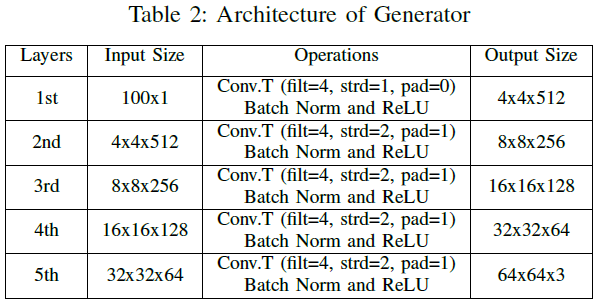 Table 2: Architecture of Generator
Layers Input Size Operations Output Size
1st 100x1 Conv.T (filt=4, strd=1, pad=0) Batch Norm and ReLU 4x4x512
2nd 4x4x512 Conv.T (filt=4, strd=2, pad=1) Batch Norm and ReLU 8x8x256
3rd 8x8x256 Conv.T (filt=4, strd=2, pad=1) Batch Norm and ReLU 16x16x128
4th 16x16x128 Conv.T (filt=4, strd=2, pad=1) Batch Norm and ReLU 32x32x64
5th 32x32x64 Conv.T (filt=4, strd=2, pad=1) Batch Norm and ReLU 64x64x3